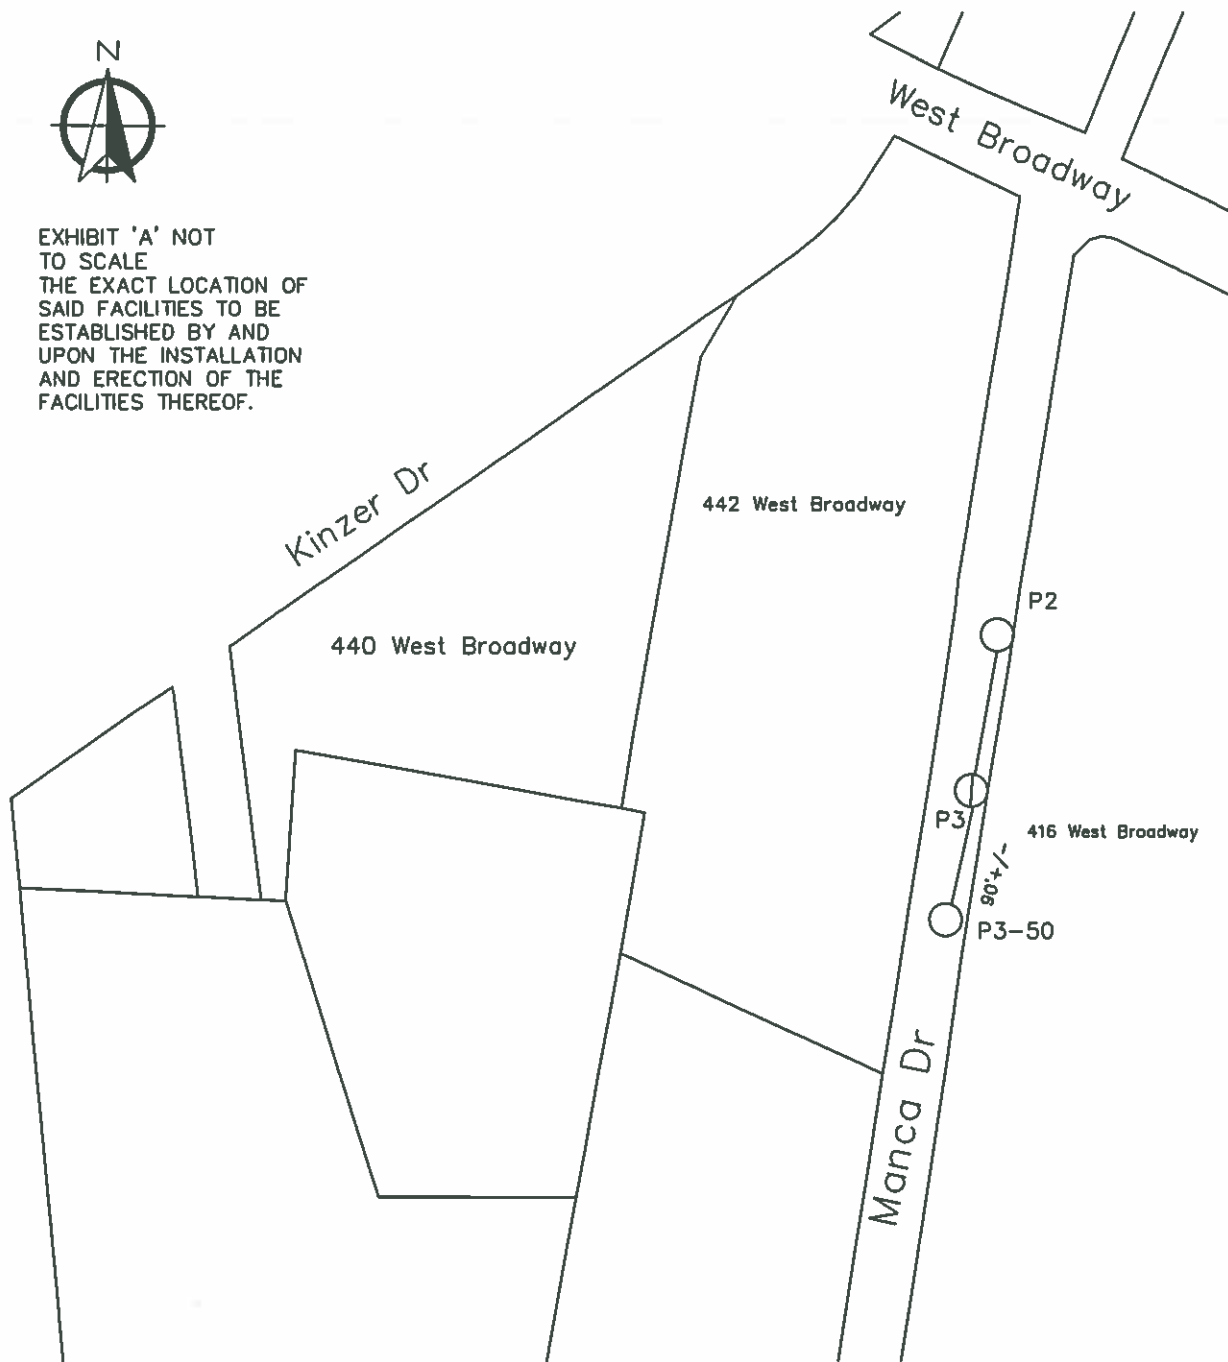 N
West Broadway
EXHIBIT 'A' NOT
TO SCALE
THE EXACT LOCATION OF
SAID FACILITIES TO BE
ESTABLISHED BY AND
UPON THE INSTALLATION
AND ERECTION OF THE
FACILITIES THEREOF.
Kinzer Dr
442 West Broadway
P2
440 West Broadway
P3
416 West Broadway
90'+/-
P3-50
Manca Dr